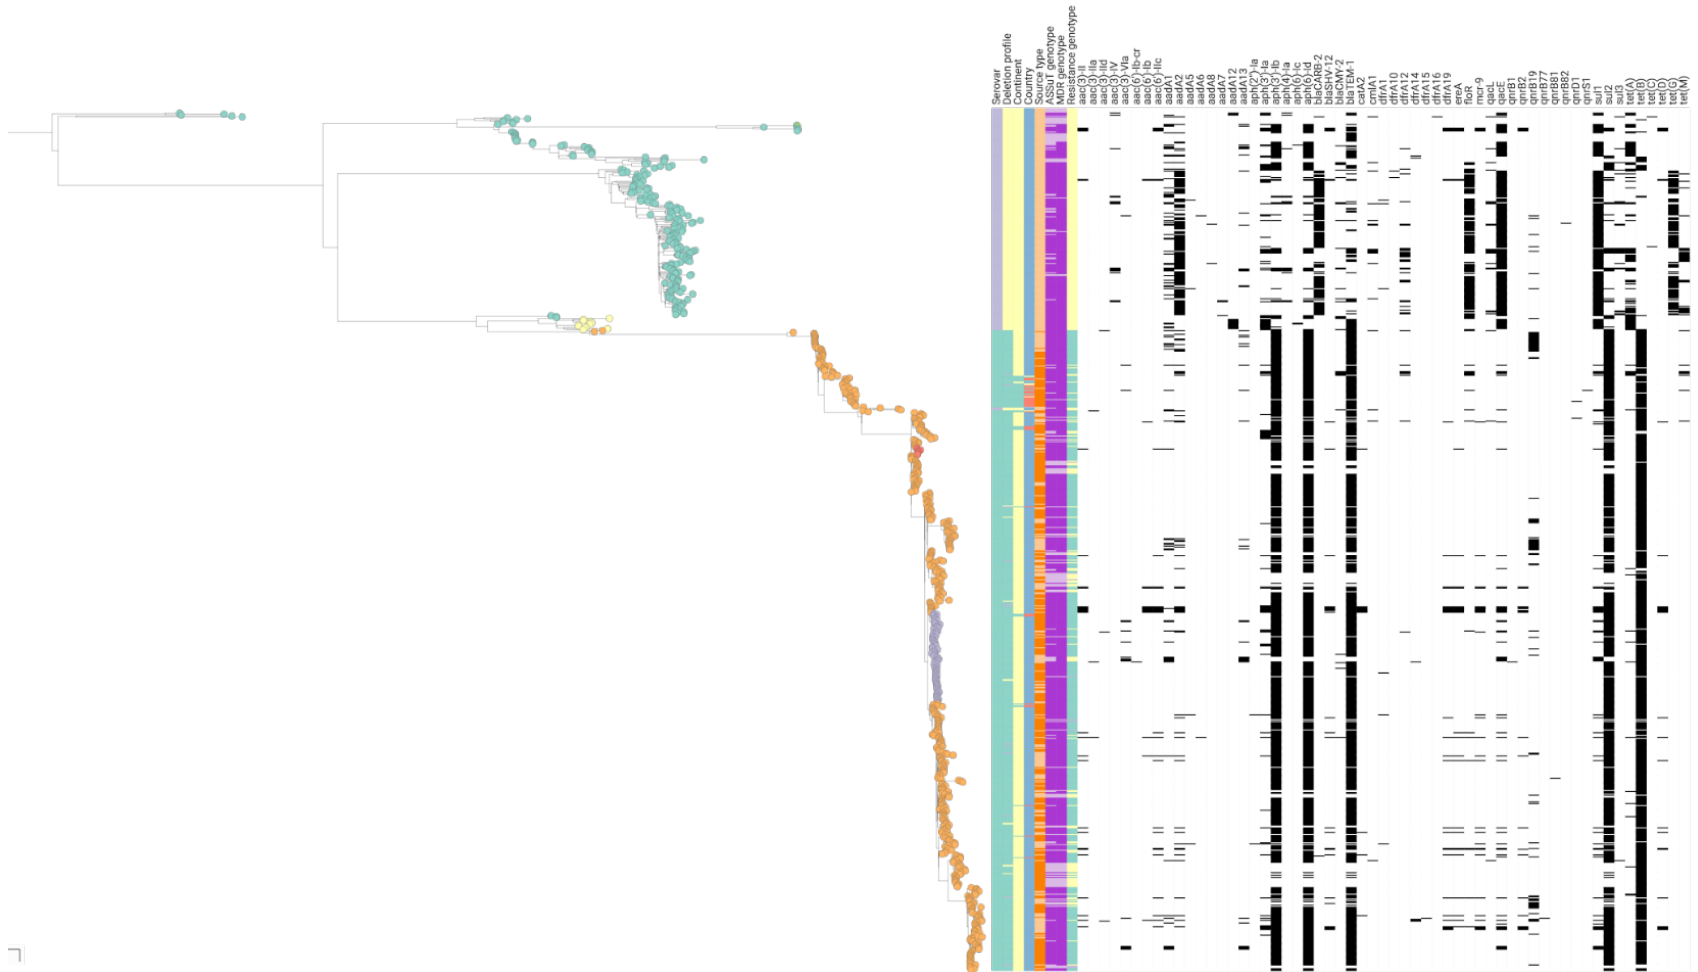 Serovar
Deletion profile
Continent
Country
Source type
ASSuT genotype
MDR genotype
Resistance genotype
aac(3)-II
aac(3)-IIa
aac(3)-IId
aac(3)-IV
aac(3)-VIa
aac(6')-Ib-cr
aac(6')-Ib
aac(6')-IIc
aadA1
aadA2
aadA5
aadA6
aadA8
aadA7
aadA12
aadA13
aph(2")-Ia
aph(3')-Ia
aph(3')-Ib
aph(4)-Ia
aph(6)-Ic
aph(6)-Id
blaCARB-2
blaSHV-12
blaCMY-2
blaTEM-1
catA2
cmlA1
dfrA1
dfrA10
dfrA12
dfrA14
dfrA15
dfrA16
dfrA19
ereA
floR
mcr-9
qacL
qacE
qnrB1
qnrB2
qnrB19
qnrB77
qnrB81
qnrB82
qnrD1
qnrS1
sul1
sul2
sul3
tet(A)
tet(B)
tet(C)
tet(D)
tet(G)
tet(M)